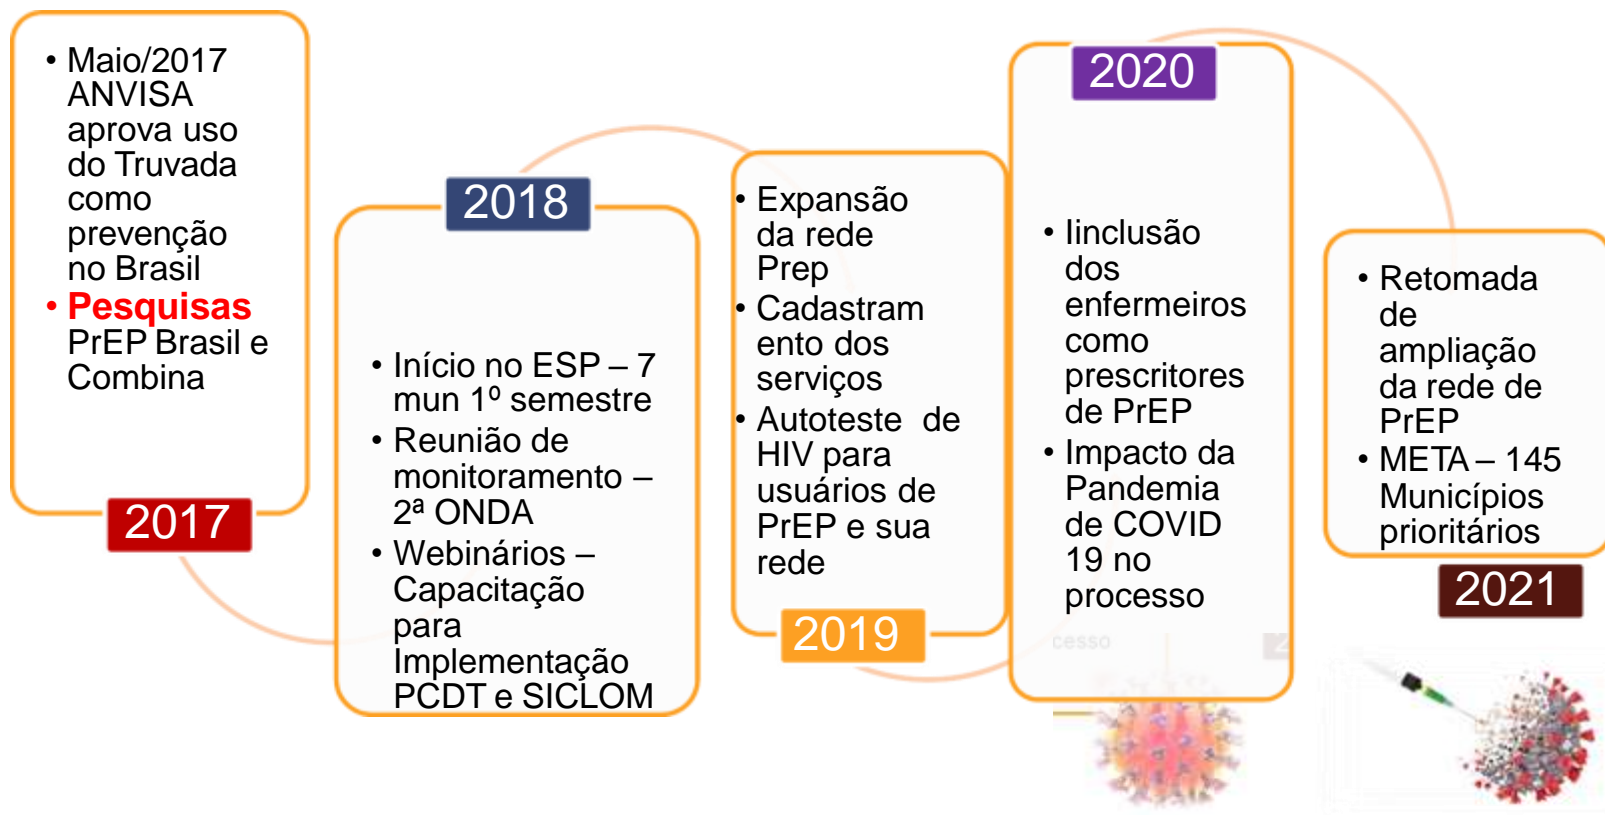 • Maio/2017
ANVISA
aprova uso
do Truvada
como
prevenção
no Brasil
• Pesquisas
PrEP Brasil e
Combina
2017
2018
• Início no ESP – 7
mun 1º semestre
• Reunião de
monitoramento –
2ª ONDA
• Webinários –
Capacitação
para
Implementação
PCDT e SICLOM
• Expansão
da rede
Prep
• Cadastram
ento dos
serviços
• Autoteste de
HIV para
usuários de
PrEP e sua
rede
2019
2020
• Iinclusão
dos
enfermeiros
como
prescritores
de PrEP
• Impacto da
Pandemia
de COVID
19 no
processo
cesso
2
• Retomada
de
ampliação
da rede de
PrEP
• META – 145
Municípios
prioritários
2021